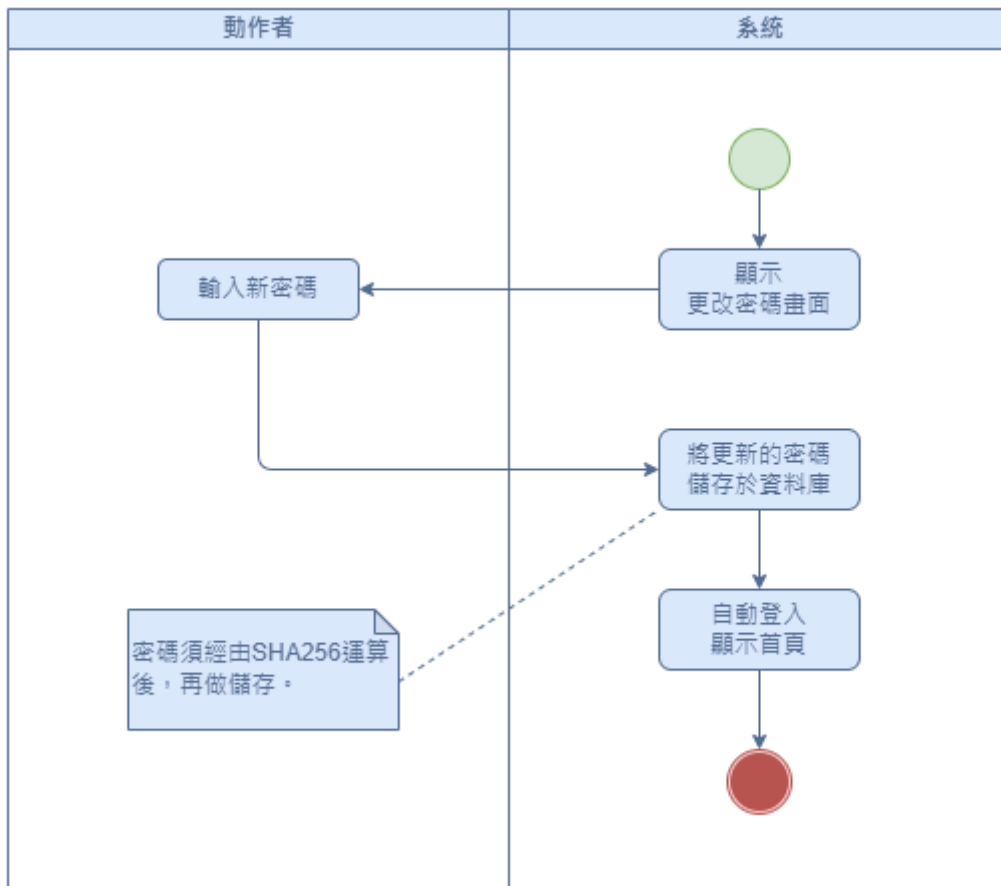 動作者
系統
顯示
更改密碼畫面
輸入新密碼
將更新的密碼
儲存於資料庫
自動登入
顯示首頁
密碼須經由SHA256運算
後，再做儲存。